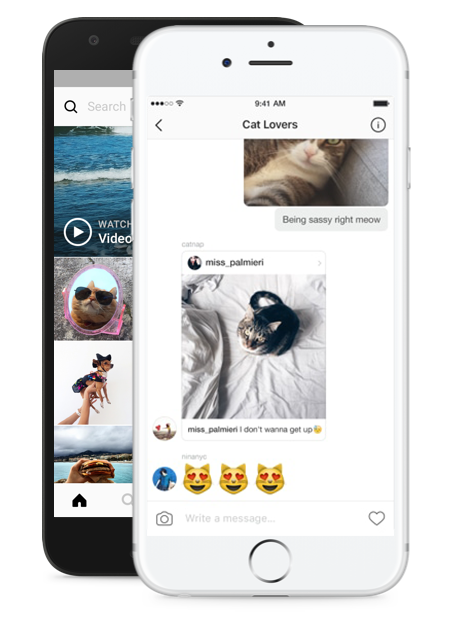 Search
WATCH
Video
9:41 AM
Cat Lovers
Being sassy right meow
catnap
miss_palmieri
miss_palmieri I don't wanna get up😴
ninanyc
😻😻😻
Write a message...